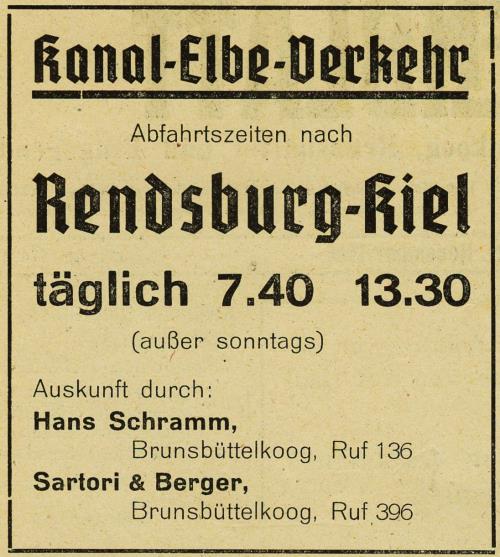 Kanal-Elbe-Verkehr
Abfahrtszeiten nach
Rendsburg-Kiel
täglich 7.40 13.30
(außer sonntags)
Auskunft durch:
Hans Schramm,
Brunsbüttelkoog, Ruf 136
Sartori & Berger,
Brunsbüttelkoog, Ruf 396